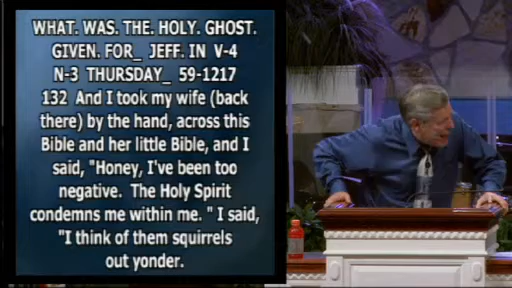 WHAT. WAS. THE. HOLY. GHOST.
GIVEN. FOR_ JEFF. IN V-4
N-3 THURSDAY_ 59-1217
132 And I took my wife (back
there) by the hand, across this
Bible and her little Bible, and I
said, "Honey, I've been too
negative. The Holy Spirit
condemns me within me. " I said,
"I think of them squirrels
out yonder.